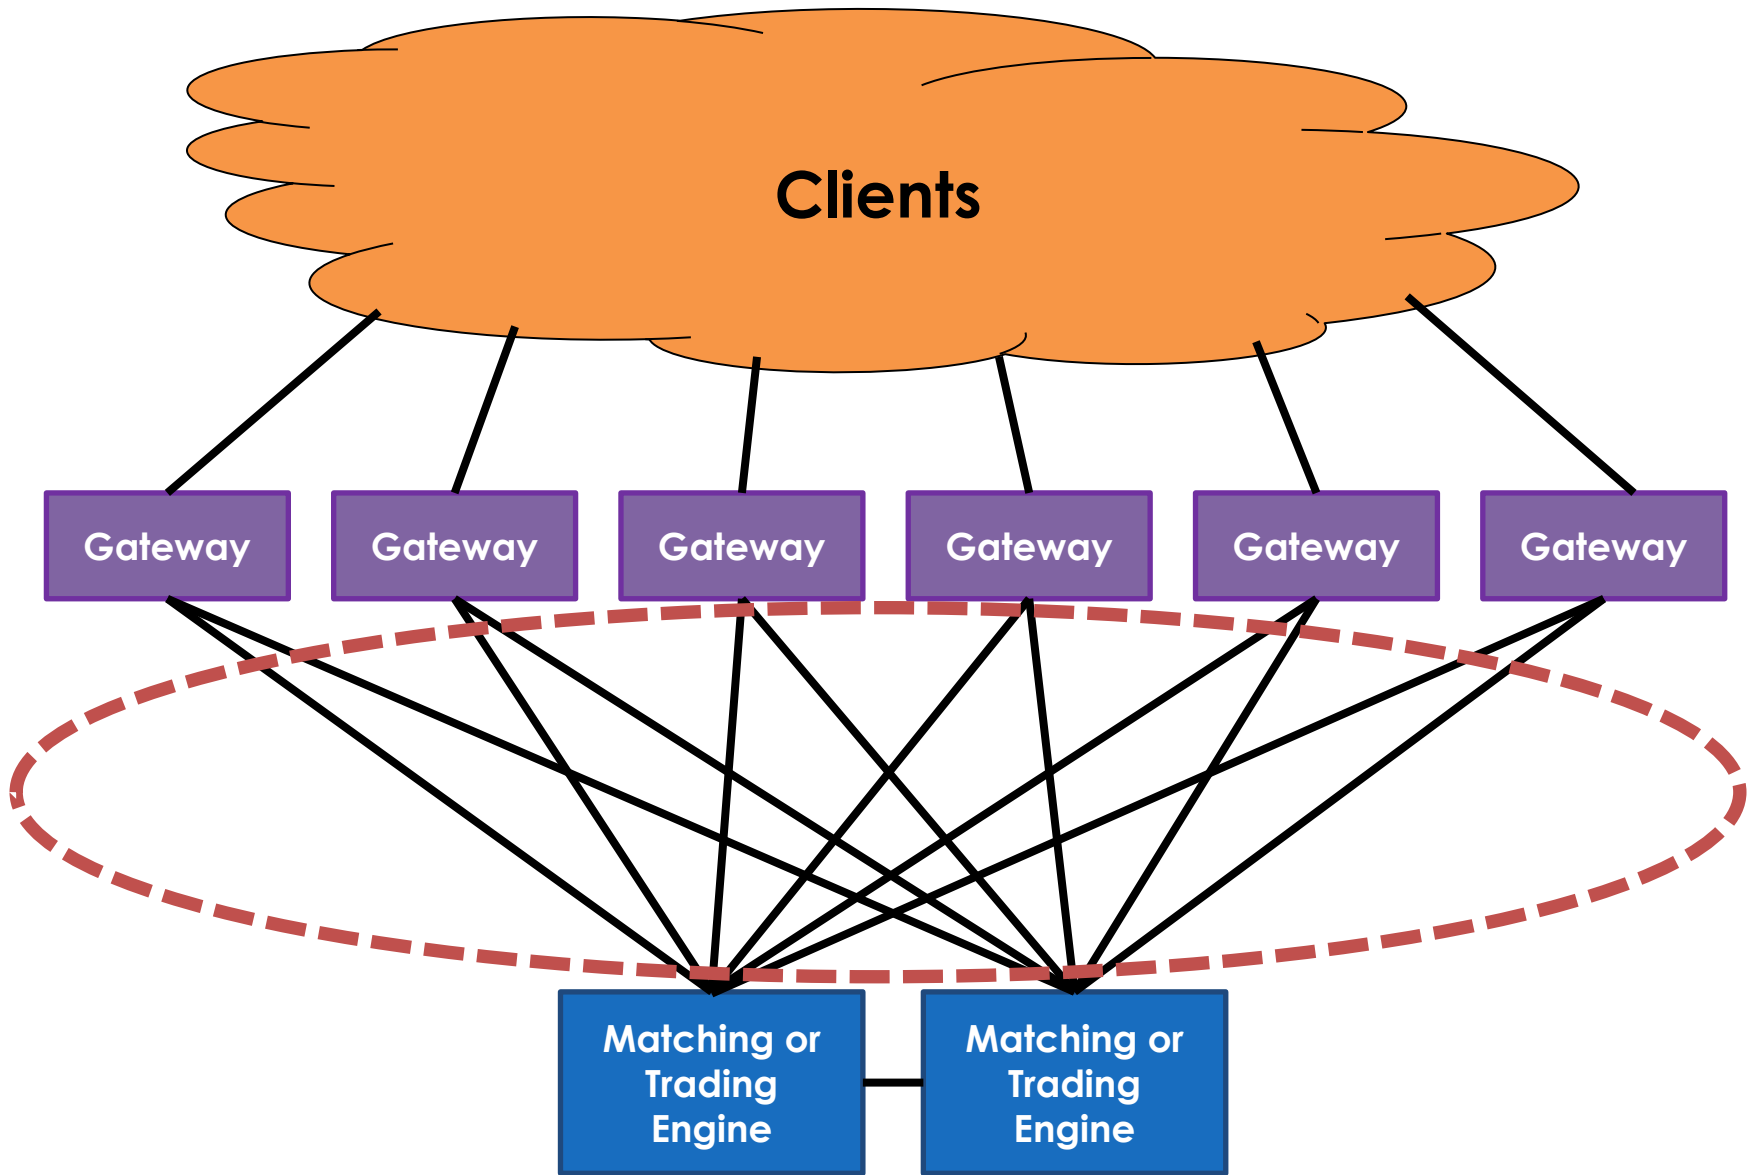 Clients
Gateway
Gateway
Gateway
Gateway
Gateway
Gateway
Matching or
Trading
Engine
Matching or
Trading
Engine